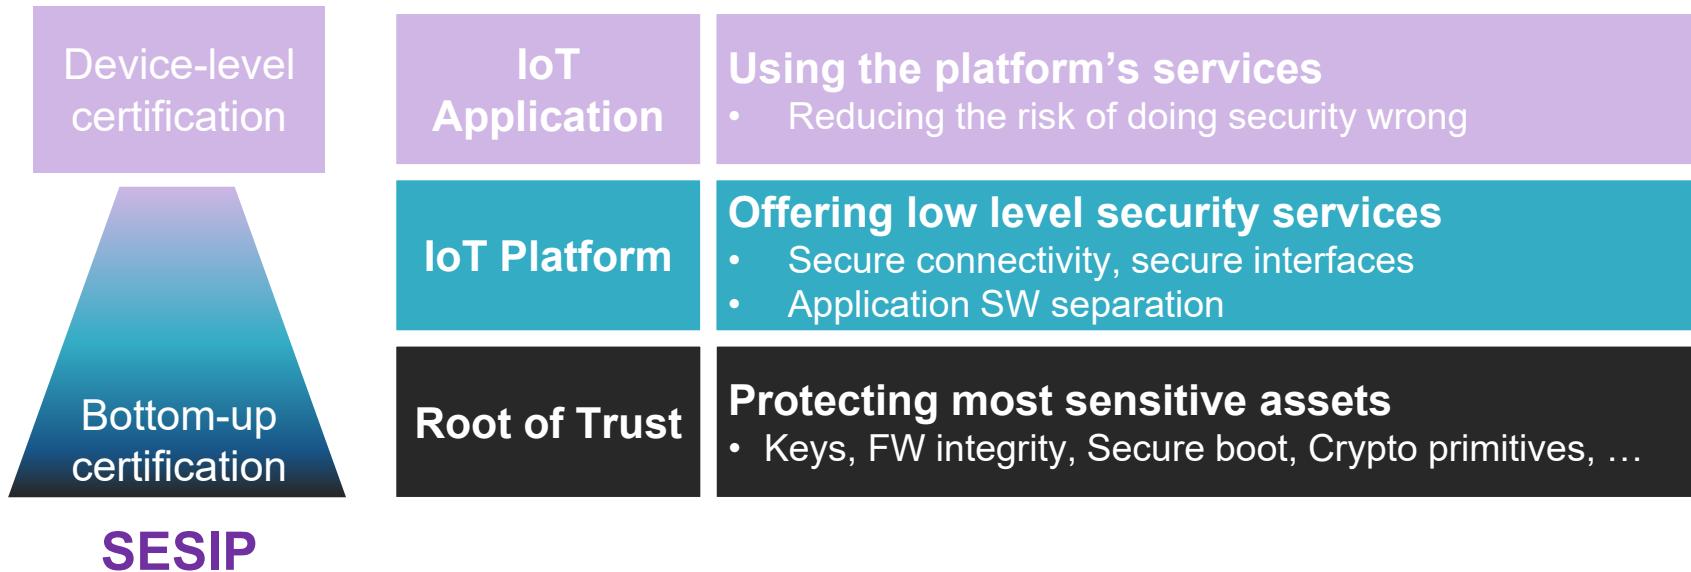 Device-level
certification
IoT
Application
Using the platform's services
• Reducing the risk of doing security wrong
IoT Platform
Offering low level security services
• Secure connectivity, secure interfaces
• Application SW separation
Bottom-up
certification
Root of Trust
Protecting most sensitive assets
• Keys, FW integrity, Secure boot, Crypto primitives, …
SESIP